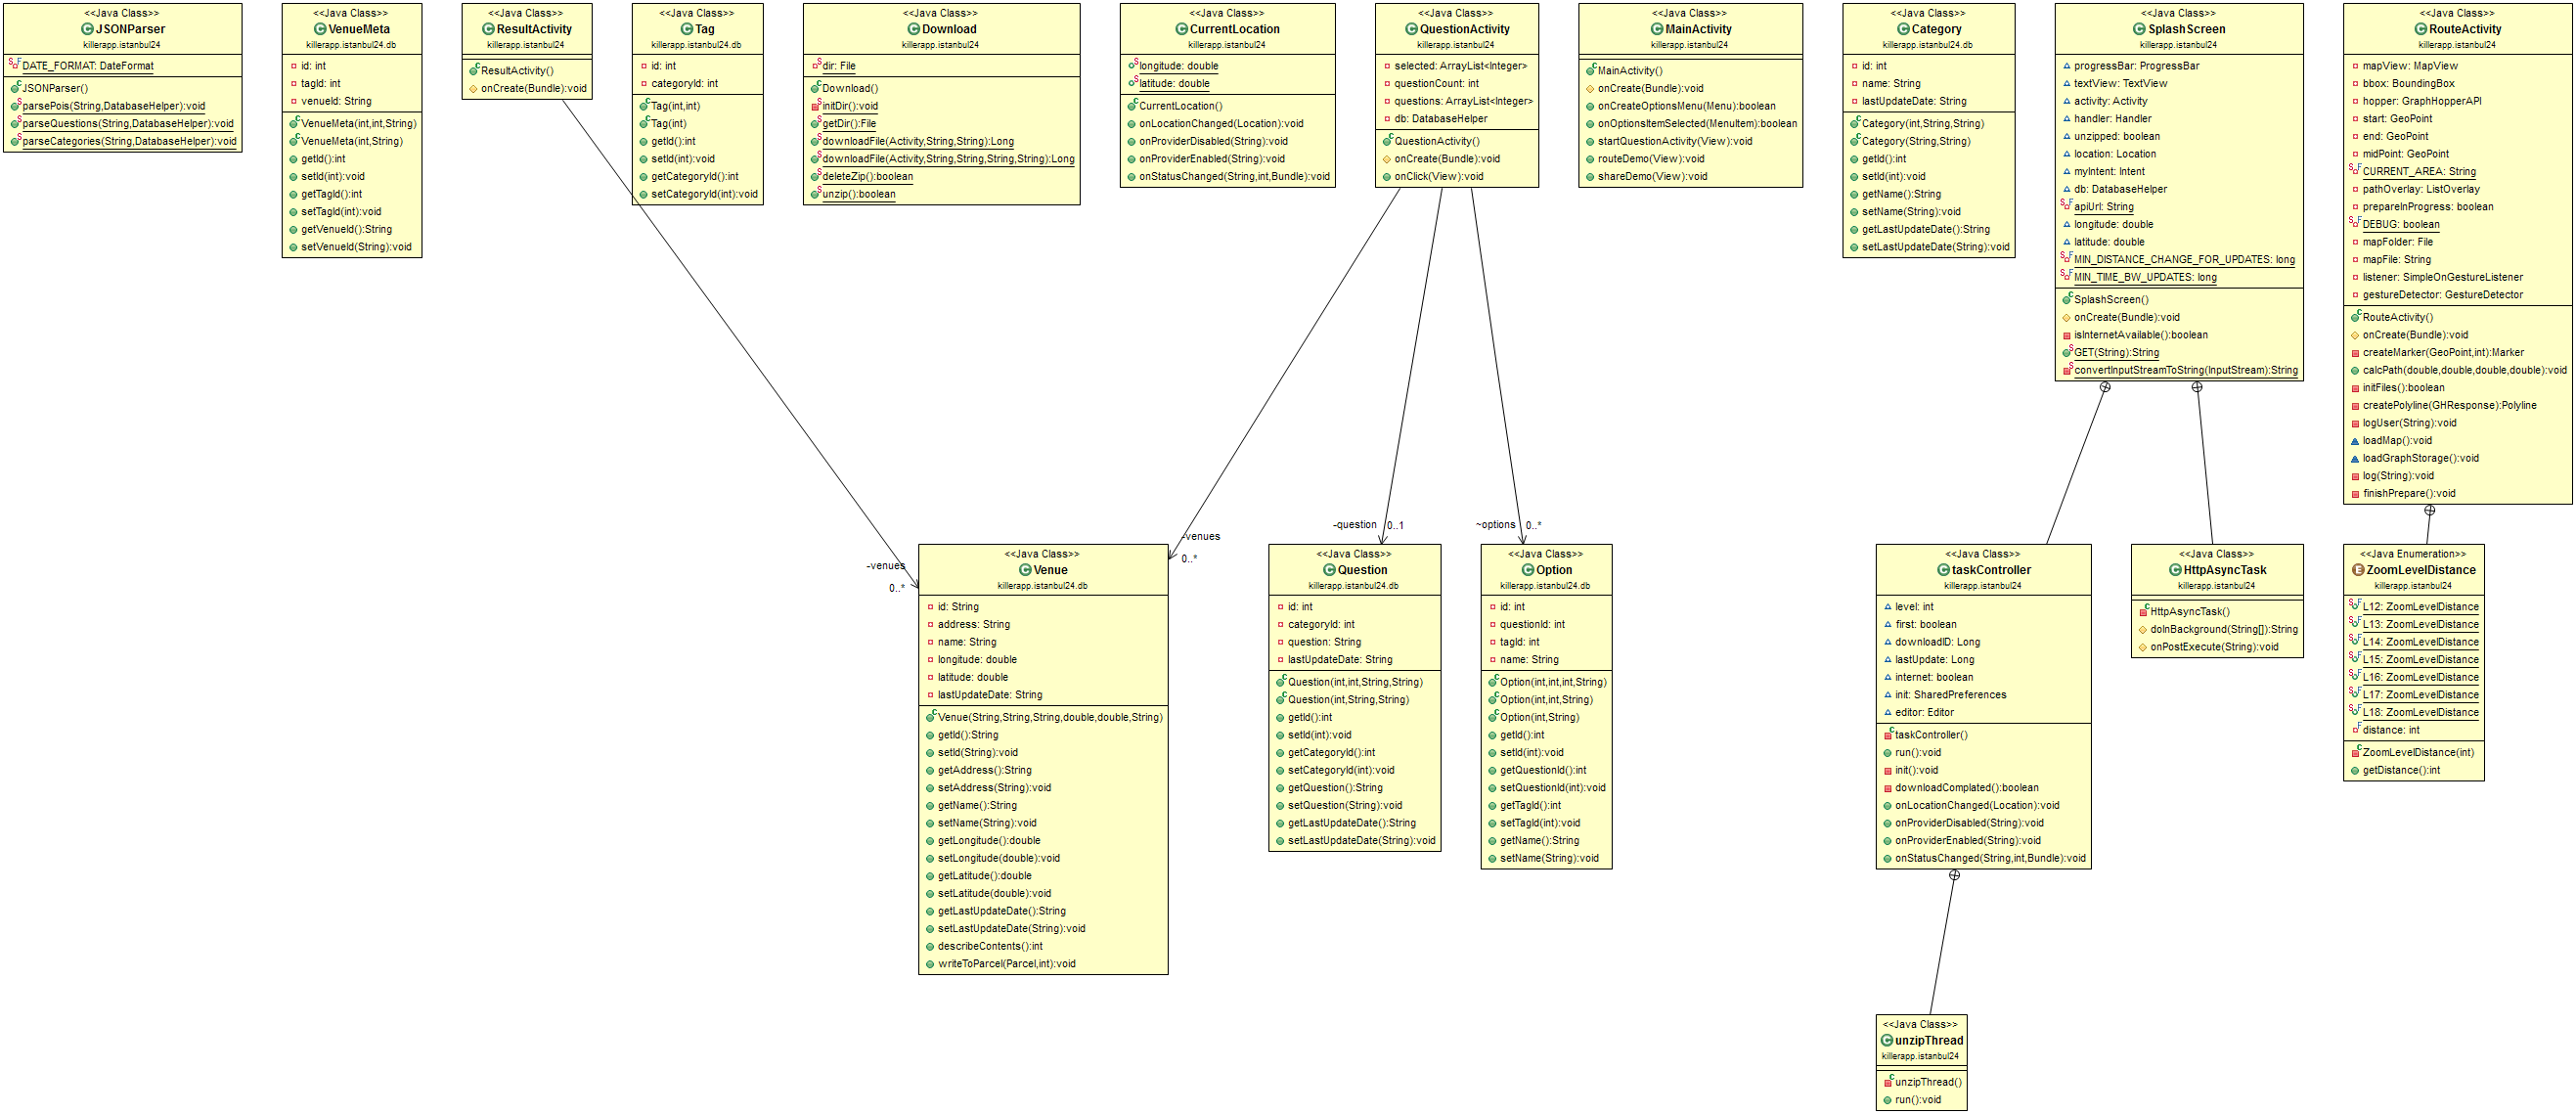 <<Java Class>>
JSONParser
killerapp.istanbul24
DATE_FORMAT: DateFormat
JSONParser()
parsePois(String,DatabaseHelper):void
parseQuestions(String,DatabaseHelper):void
parseCategories(String,DatabaseHelper):void
<<Java Class>>
VenueMeta
killerapp.istanbul24.db
id: int
tagId: int
venueId: String
VenueMeta(int,int,String)
VenueMeta(int,String)
getId():int
setId(int):void
getTagId():int
setTagId(int):void
getVenueId():String
setVenueId(String):void
<<Java Class>>
ResultActivity
killerapp.istanbul24
ResultActivity()
onCreate(Bundle):void
<<Java Class>>
Tag
killerapp.istanbul24.db
id: int
categoryId: int
Tag(int,int)
Tag(int)
getId():int
setId(int):void
getCategoryId():int
setCategoryId(int):void
<<Java Class>>
Download
killerapp.istanbul24
dir: File
Download()
initDir():void
getDir():File
downloadFile(Activity,String,String):Long
downloadFile(Activity,String,String,String,String):Long
deleteZip():boolean
unzip():boolean
<<Java Class>>
CurrentLocation
killerapp.istanbul24
longitude: double
latitude: double
CurrentLocation()
onLocationChanged(Location):void
onProviderDisabled(String):void
onProviderEnabled(String):void
onStatusChanged(String,int,Bundle):void
<<Java Class>>
QuestionActivity
killerapp.istanbul24
selected: ArrayList<Integer>
questionCount: int
questions: ArrayList<Integer>
db: DatabaseHelper
QuestionActivity()
onCreate(Bundle):void
onClick(View):void
<<Java Class>>
MainActivity
killerapp.istanbul24
MainActivity()
onCreate(Bundle):void
onCreateOptionsMenu(Menu):boolean
onOptionsItemSelected(MenuItem):boolean
startQuestionActivity(View):void
routeDemo(View):void
shareDemo(View):void
<<Java Class>>
Category
killerapp.istanbul24.db
id: int
name: String
lastUpdateDate: String
Category(int,String,String)
Category(String,String)
getId():int
setId(int):void
getName():String
setName(String):void
getLastUpdateDate():String
setLastUpdateDate(String):void
<<Java Class>>
SplashScreen
killerapp.istanbul24
progressBar: ProgressBar
textView: TextView
activity: Activity
handler: Handler
unzipped: boolean
location: Location
myIntent: Intent
db: DatabaseHelper
apiUrl: String
longitude: double
latitude: double
MIN_DISTANCE_CHANGE_FOR_UPDATES: long
MIN_TIME_BW_UPDATES: long
SplashScreen()
onCreate(Bundle):void
isInternetAvailable():boolean
GET(String):String
convertInputStreamToString(InputStream):String
<<Java Class>>
RouteActivity
killerapp.istanbul24
mapView: MapView
bbox: BoundingBox
hopper: GraphHopperAPI
start: GeoPoint
end: GeoPoint
midPoint: GeoPoint
CURRENT_AREA: String
pathOverlay: ListOverlay
prepareInProgress: boolean
DEBUG: boolean
mapFolder: File
mapFile: String
listener: SimpleOnGestureListener
gestureDetector: GestureDetector
RouteActivity()
onCreate(Bundle):void
createMarker(GeoPoint,int):Marker
calcPath(double,double,double,double):void
initFiles():boolean
createPolyline(GHResponse):Polyline
logUser(String):void
loadMap():void
loadGraphStorage():void
log(String):void
finishPrepare():void
-venues
0..*
-venues
0..*
-question
0..1
~options
0..*
<<Java Class>>
Venue
killerapp.istanbul24.db
id: String
address: String
name: String
longitude: double
latitude: double
lastUpdateDate: String
Venue(String,String,String,double,double,String)
getId():String
setId(String):void
getAddress():String
setAddress(String):void
getName():String
setName(String):void
getLongitude():double
setLongitude(double):void
getLatitude():double
setLatitude(double):void
getLastUpdateDate():String
setLastUpdateDate(String):void
describeContents():int
writeToParcel(Parcel,int):void
<<Java Class>>
Question
killerapp.istanbul24.db
id: int
categoryId: int
question: String
lastUpdateDate: String
Question(int,int,String,String)
Question(int,String,String)
getId():int
setId(int):void
getCategoryId():int
setCategoryId(int):void
getQuestion():String
setQuestion(String):void
getLastUpdateDate():String
setLastUpdateDate(String):void
<<Java Class>>
Option
killerapp.istanbul24.db
id: int
questionId: int
tagId: int
name: String
Option(int,int,int,String)
Option(int,int,String)
Option(int,String)
getId():int
setId(int):void
getQuestionId():int
setQuestionId(int):void
getTagId():int
setTagId(int):void
getName():String
setName(String):void
<<Java Class>>
taskController
killerapp.istanbul24
level: int
first: boolean
downloadID: Long
lastUpdate: Long
internet: boolean
init: SharedPreferences
editor: Editor
taskController()
run():void
init():void
downloadComplated():boolean
onLocationChanged(Location):void
onProviderDisabled(String):void
onProviderEnabled(String):void
onStatusChanged(String,int,Bundle):void
<<Java Class>>
HttpAsyncTask
killerapp.istanbul24
HttpAsyncTask()
doInBackground(String[]):String
onPostExecute(String):void
<<Java Enumeration>>
ZoomLevelDistance
killerapp.istanbul24
L12: ZoomLevelDistance
L13: ZoomLevelDistance
L14: ZoomLevelDistance
L15: ZoomLevelDistance
L16: ZoomLevelDistance
L17: ZoomLevelDistance
L18: ZoomLevelDistance
distance: int
ZoomLevelDistance(int)
getDistance():int
<<Java Class>>
unzipThread
killerapp.istanbul24
unzipThread()
run():void